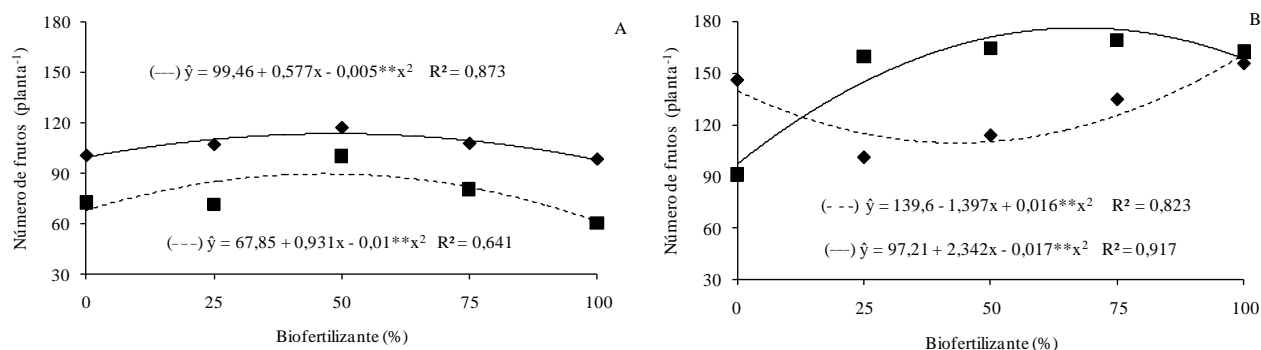 A
Número de frutos (planta⁻¹)
180
150
120
90
60
30
(—) ŷ = 99,46 + 0,577x - 0,005**x² R² = 0,873
(---) ŷ = 67,85 + 0,931x - 0,01**x² R² = 0,641
0 25 50 75 100
Biofertilizante (%)
B
Número de frutos (planta⁻¹)
180
150
120
90
60
30
(- - -) ŷ = 139,6 - 1,397x + 0,016**x² R² = 0,823
(—) ŷ = 97,21 + 2,342x - 0,017**x² R² = 0,917
0 25 50 75 100
Biofertilizante (%)